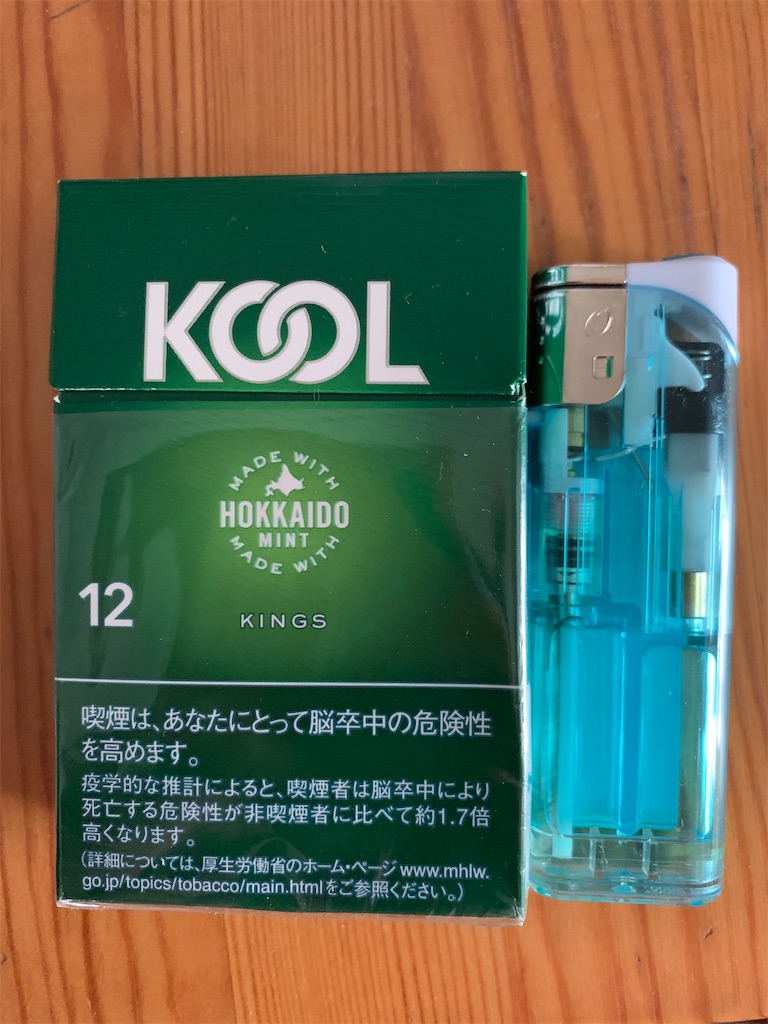 KOOL
MADE WITH
HOKKAIDO
MINT
MADE WITH
12
KINGS
喫煙は、あなたにとって脳卒中の危険性
を高めます。
疫学的な推計によると、喫煙者は脳卒中により
死亡する危険性が非喫煙者に比べて約1.7倍
高くなります。
(詳細については、厚生労働省のホーム・ページwww.mhlw.
go.jp/topics/tobacco/main.htmlをご参照ください。)